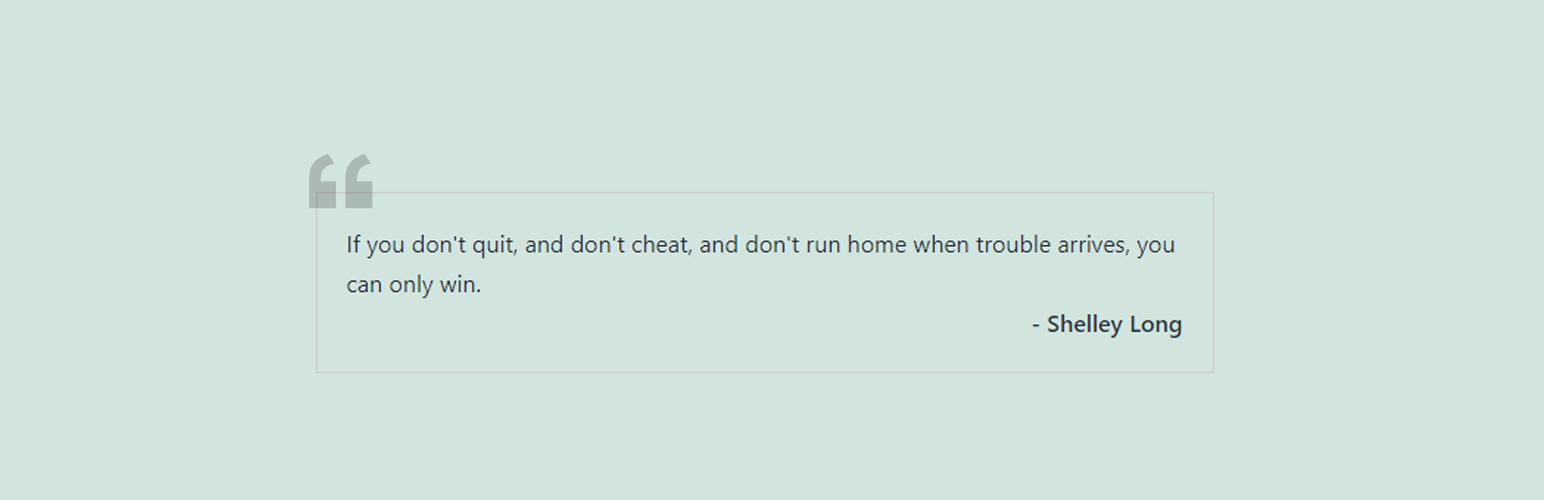 If you don't quit, and don't cheat, and don't run home when trouble arrives, you
can only win.
- Shelley Long